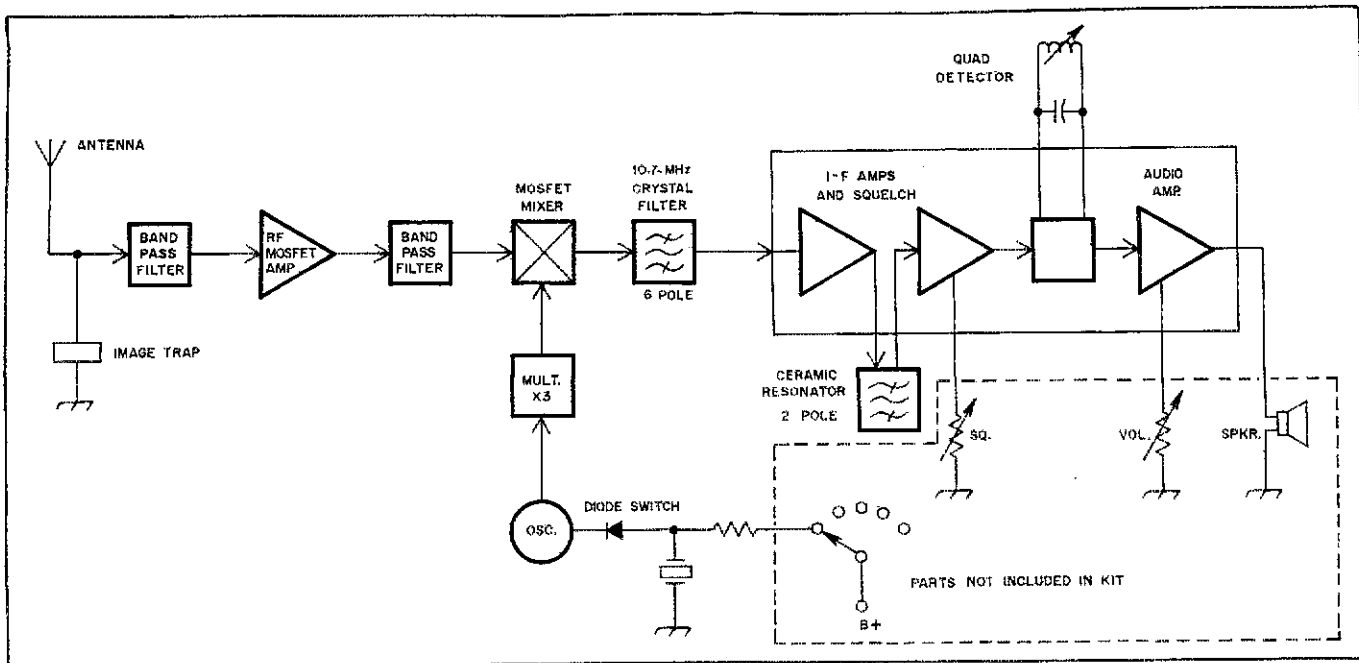 QUAD
DETECTOR
ANTENNA
10.7-MHz
CRYSTAL
FILTER
MOSFET
MIXER
I-F AMPS
AND SQUELCH
AUDIO
AMP.
BAND
PASS
FILTER
RF
MOSFET
AMP
BAND
PASS
FILTER
6 POLE
IMAGE TRAP
MULT.
X3
CERAMIC
RESONATOR
2 POLE
SQ.
VOL.
SPKR.
DIODE SWITCH
OSC.
PARTS NOT INCLUDED IN KIT
B+